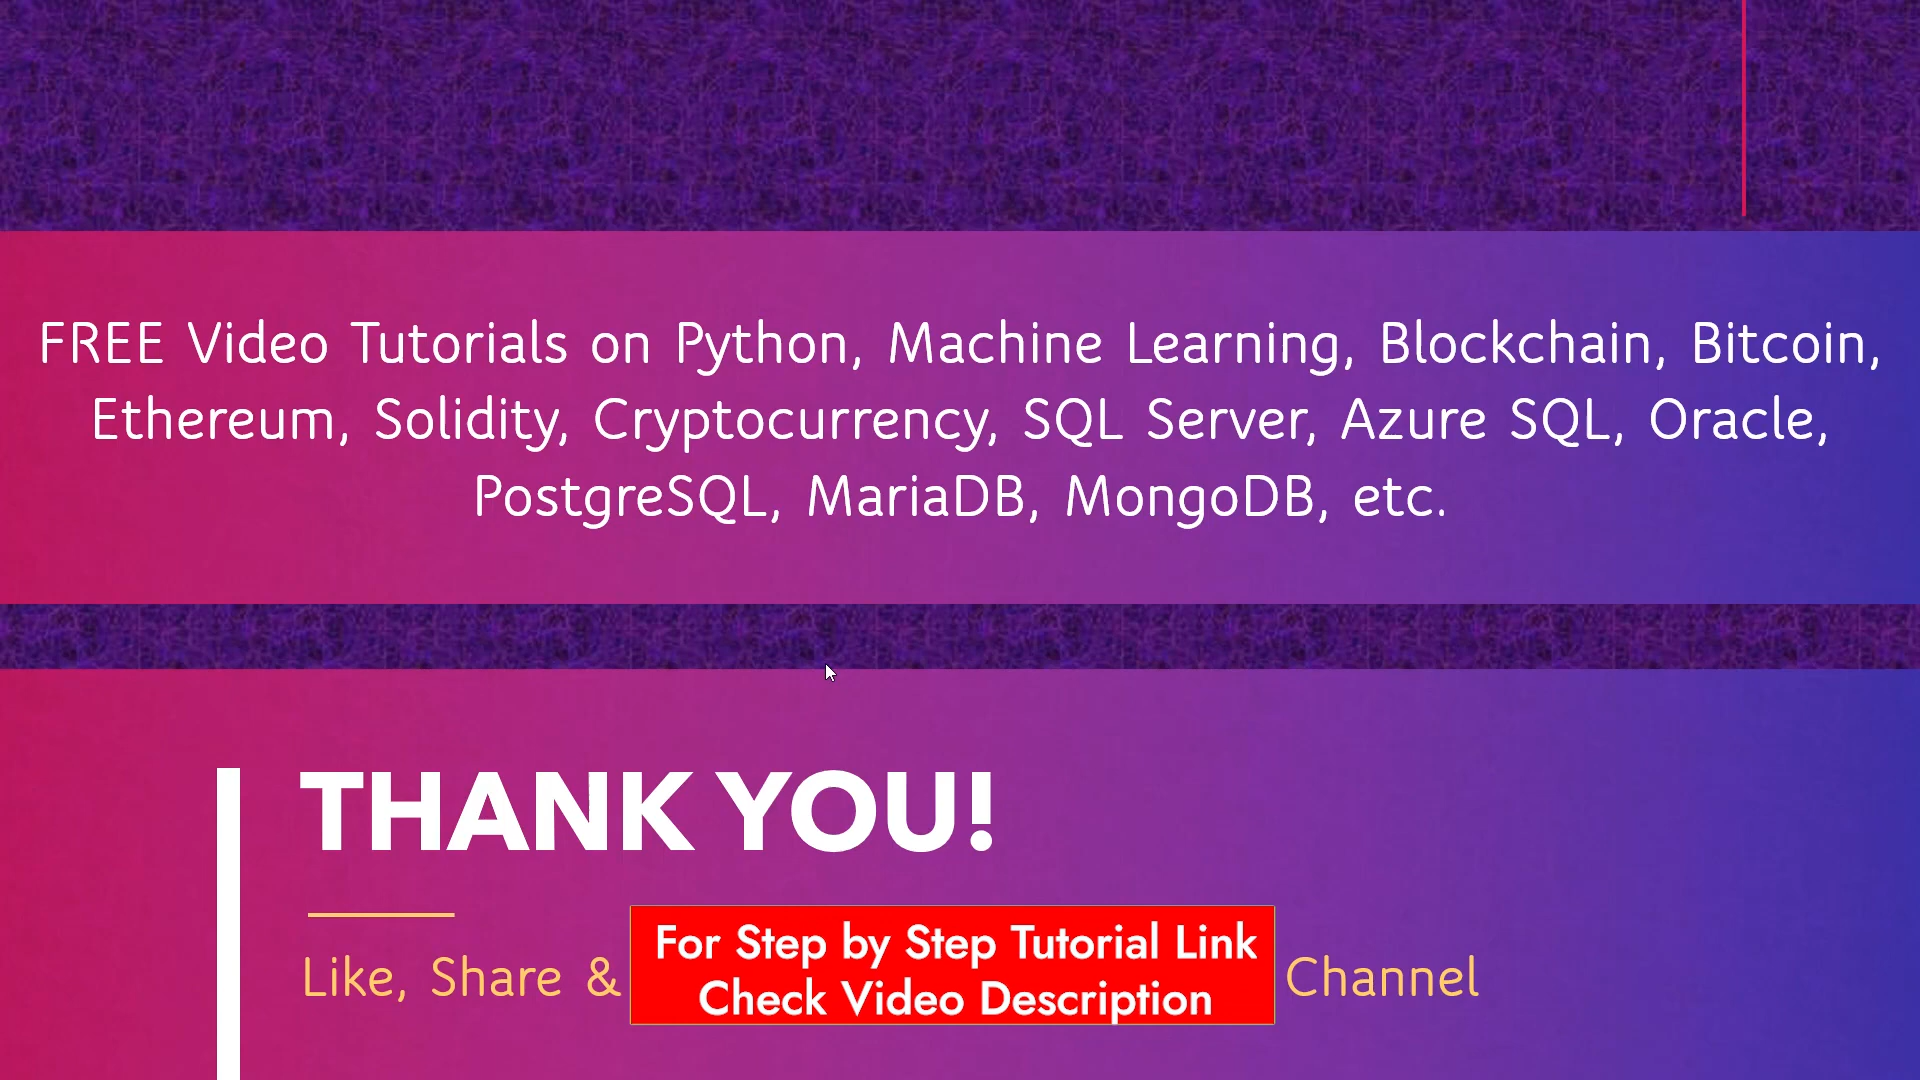 FREE Video Tutorials on Python, Machine Learning, Blockchain, Bitcoin,
Ethereum, Solidity, Cryptocurrency, SQL Server, Azure SQL, Oracle,
PostgreSQL, MariaDB, MongoDB, etc.
THANK YOU!
Like, Share & Channel
For Step by Step Tutorial Link
Check Video Description